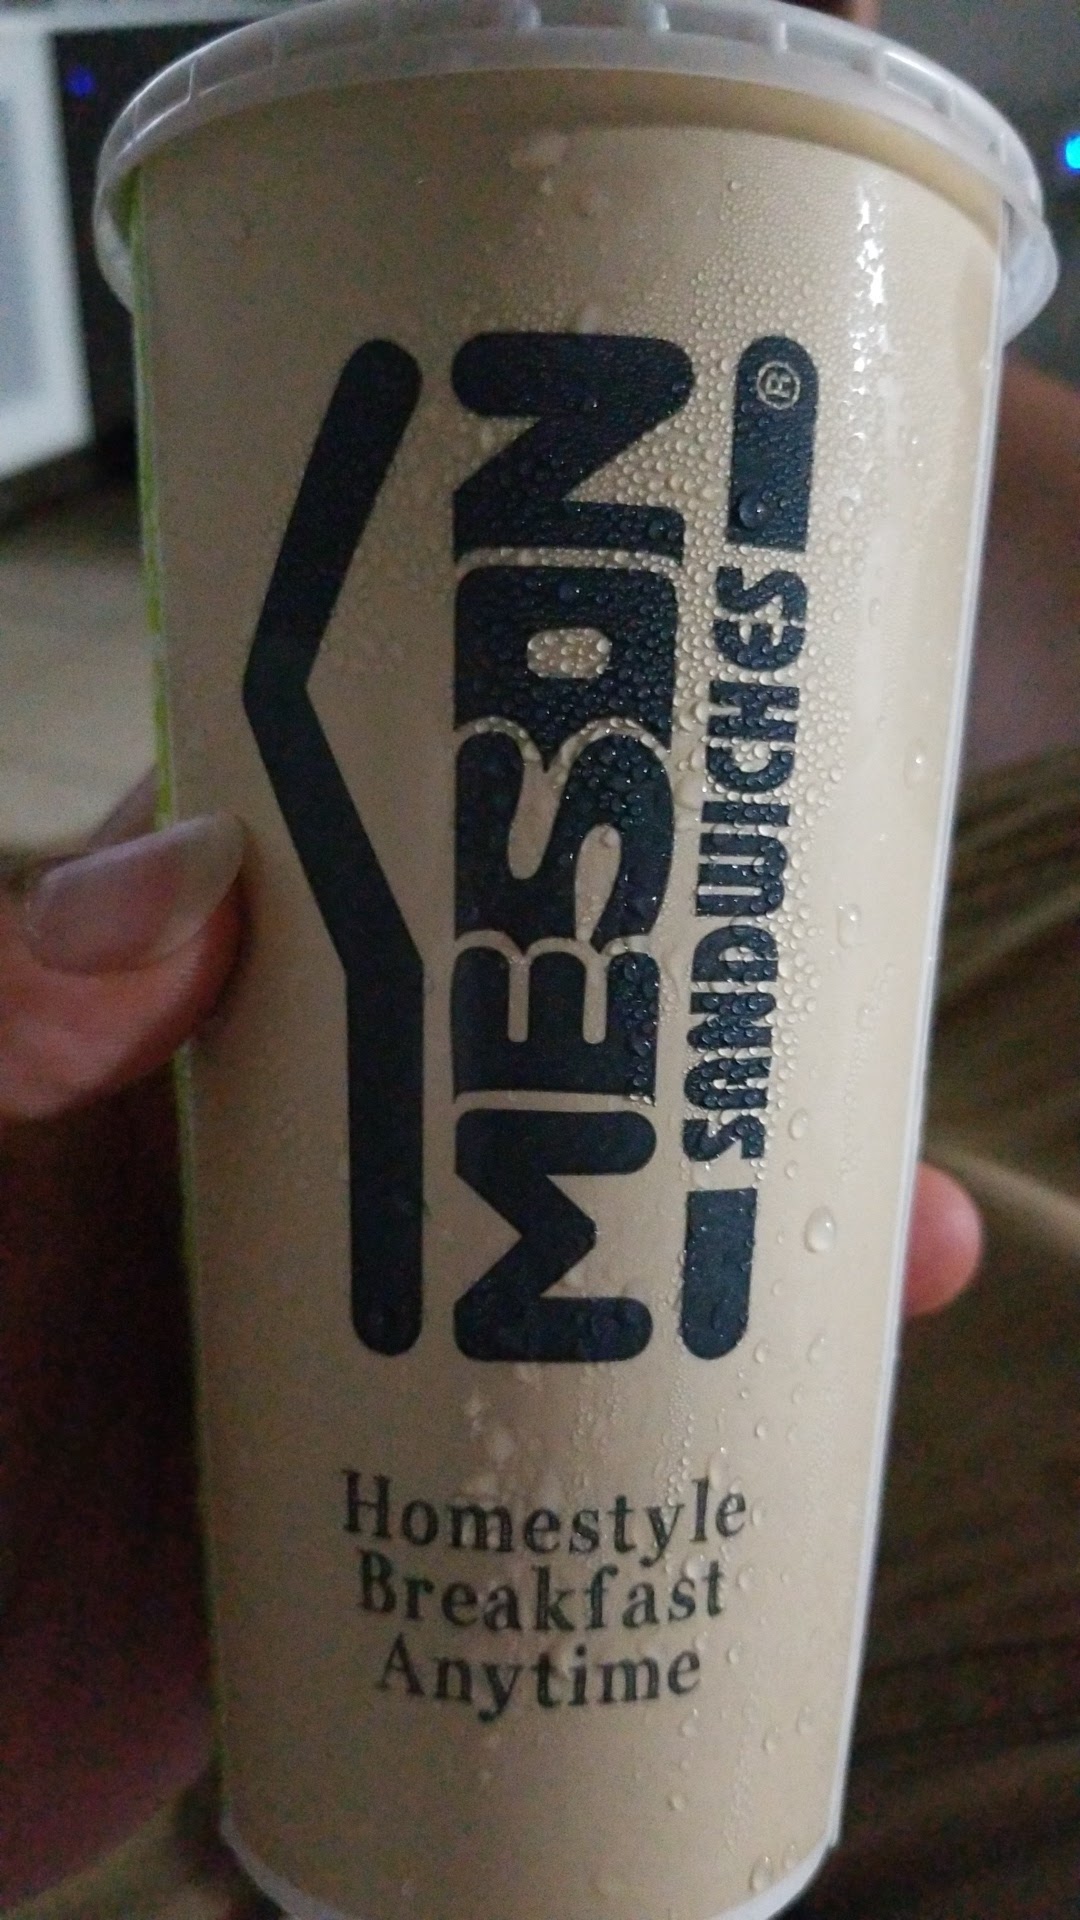 MESON
SANDWICHES ®
Homestyle
Breakfast
Anytime